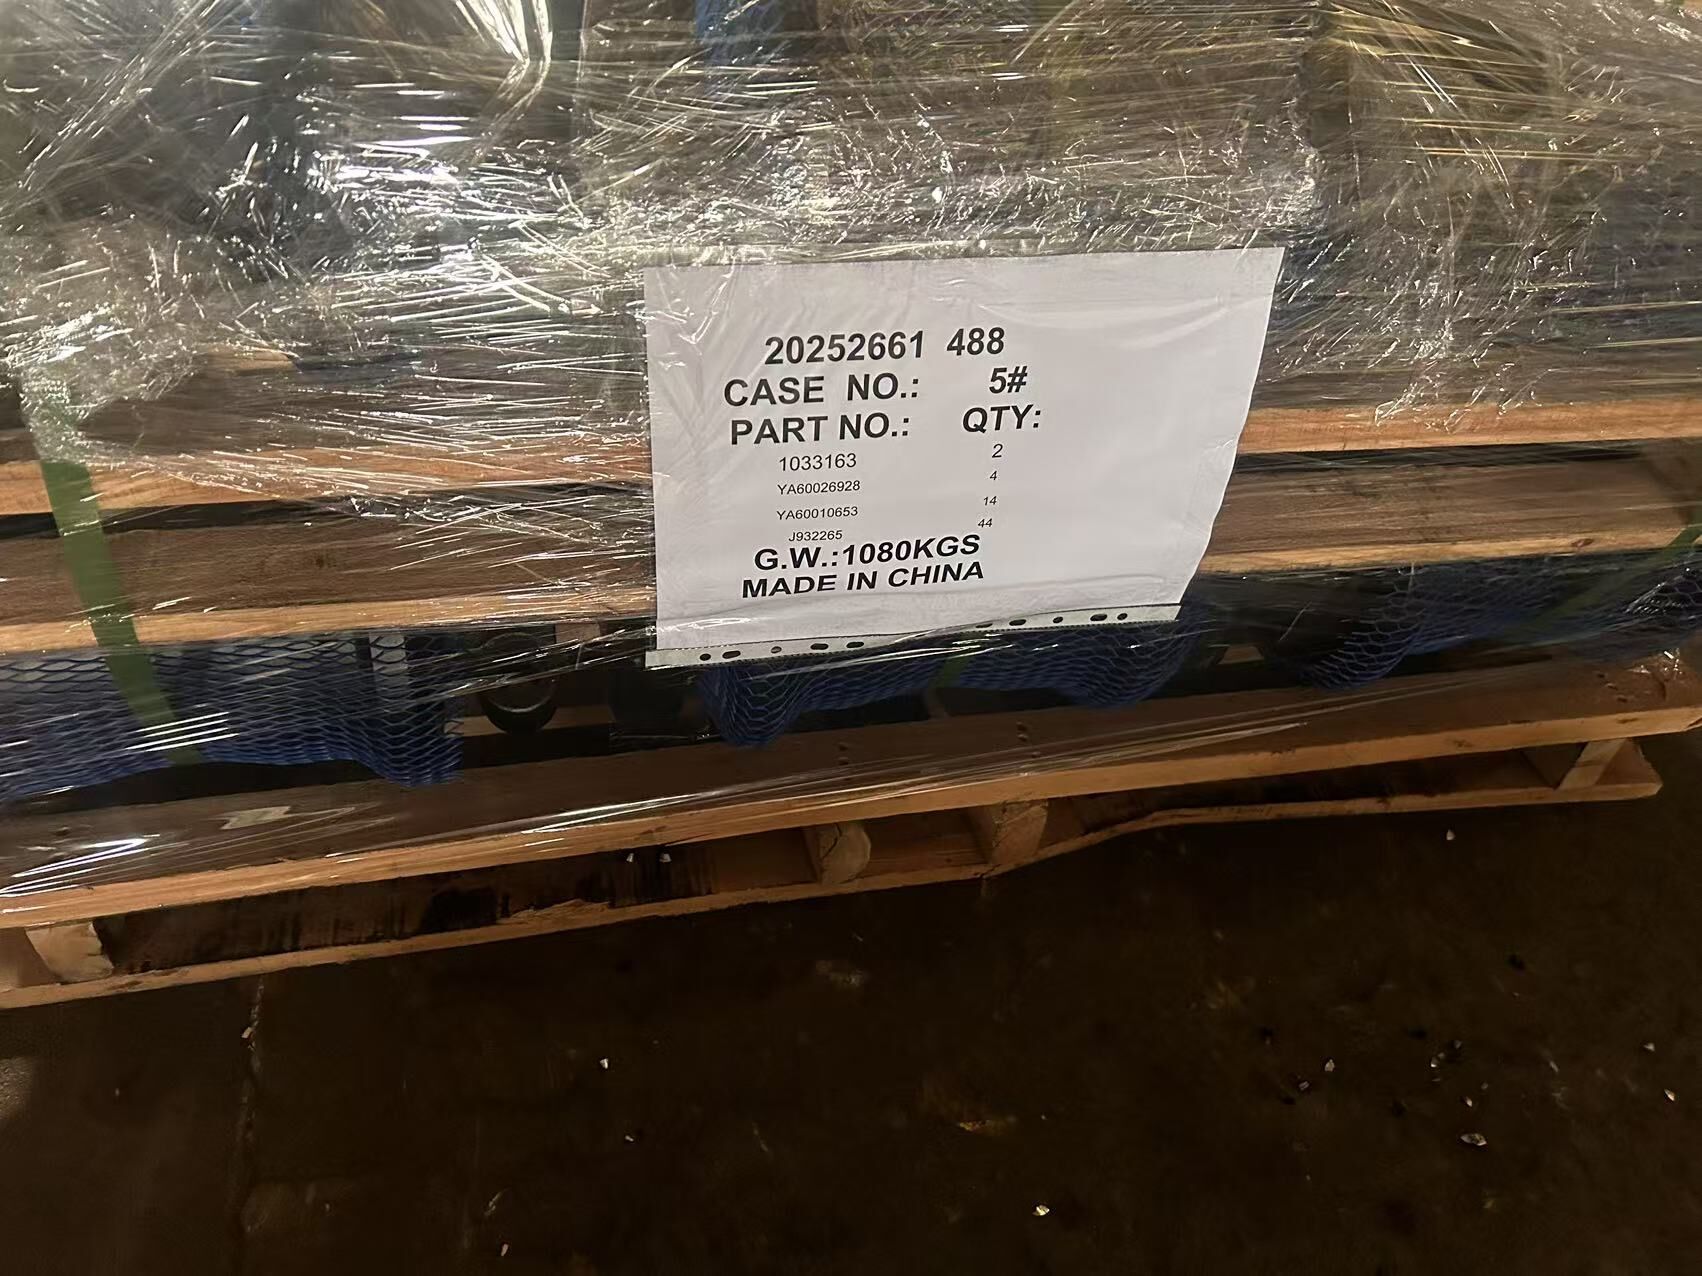 20252661 488
CASE NO.: 5#
PART NO.: QTY:
1033163 2
YA60026928 4
YA60010653 14
J932265 44
G.W.:1080KGS
MADE IN CHINA